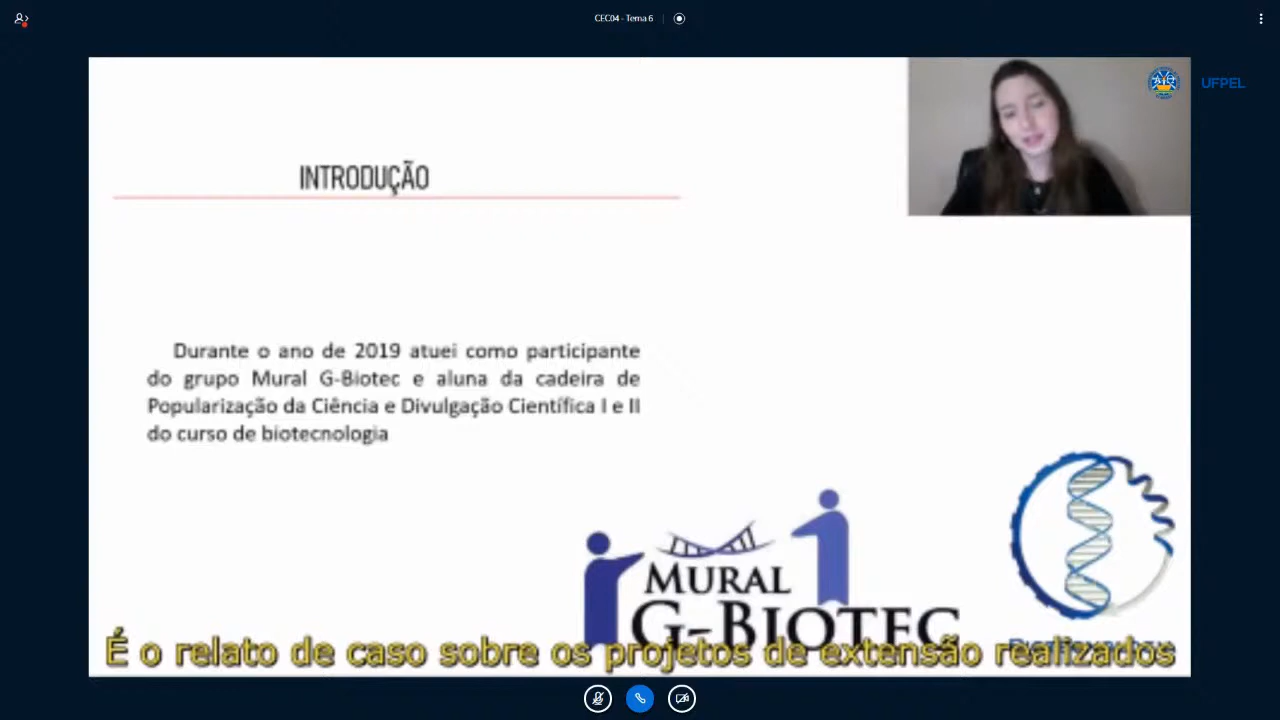 CEC04 - Tema 6
UFPEL
INTRODUÇÃO
Durante o ano de 2019 atuei como participante
do grupo Mural G-Biotec e aluna da cadeira de
Popularização da Ciência e Divulgação Científica I e II
do curso de biotecnologia
MURAL
G-BIOTEC
É o relato de caso sobre os projetos de extensão realizados